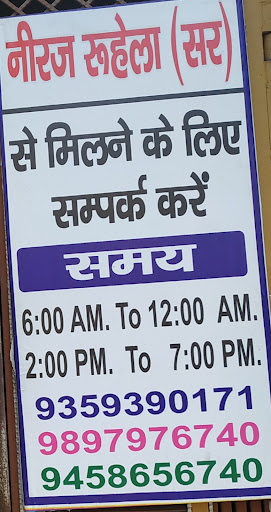 नीरज रूहेला (सर)
से मिलने के लिए
सम्पर्क करें
समय
6:00 AM. To 12:00 AM.
2:00 PM. To 7:00 PM.
9359390171
9897976740
9458656740